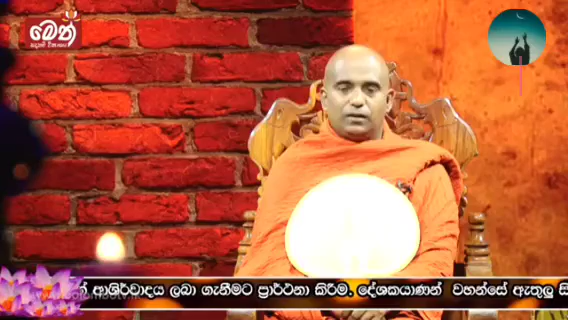 මෙත්
න් ආශිර්වාදය ලබා ගැනීමට ප්‍රාර්ථනා කිරීම, දේශකයාණන් වහන්සේ ඇතුලු සි